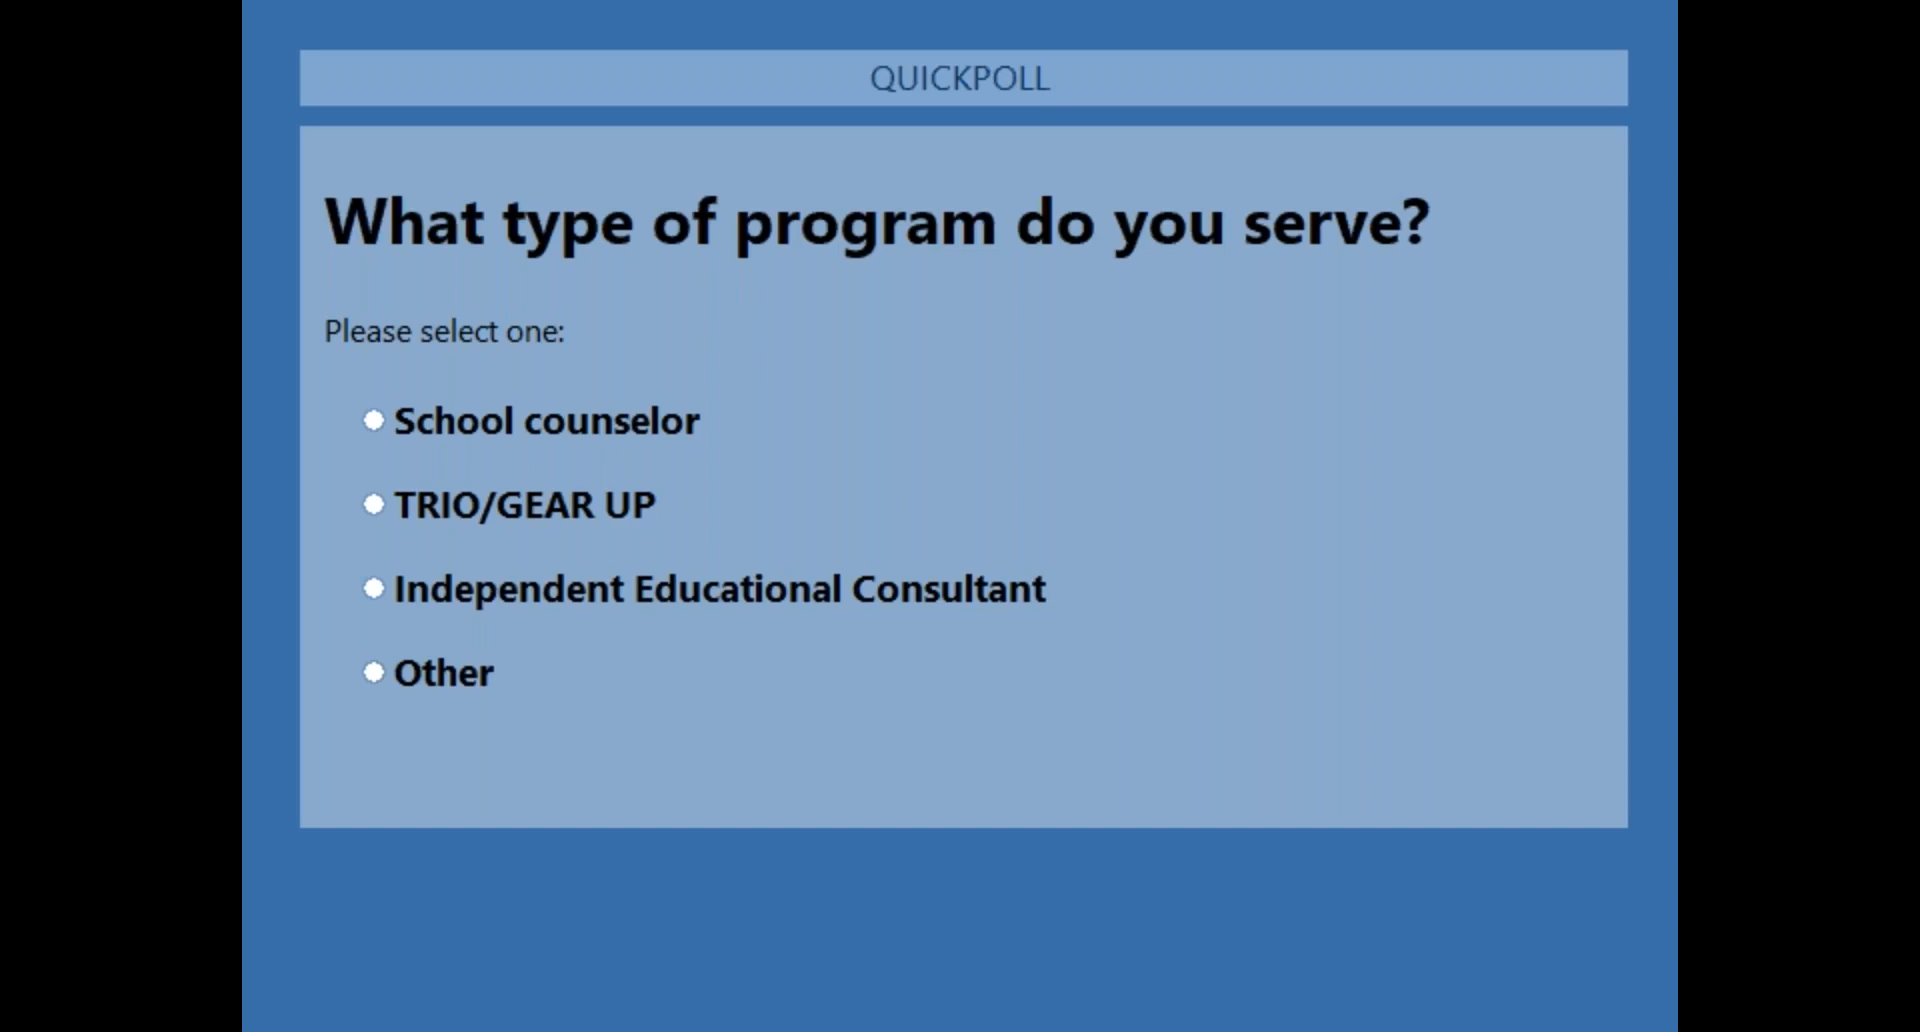 QUICKPOLL
What type of program do you serve?
Please select one:
School counselor
TRIO/GEAR UP
Independent Educational Consultant
Other